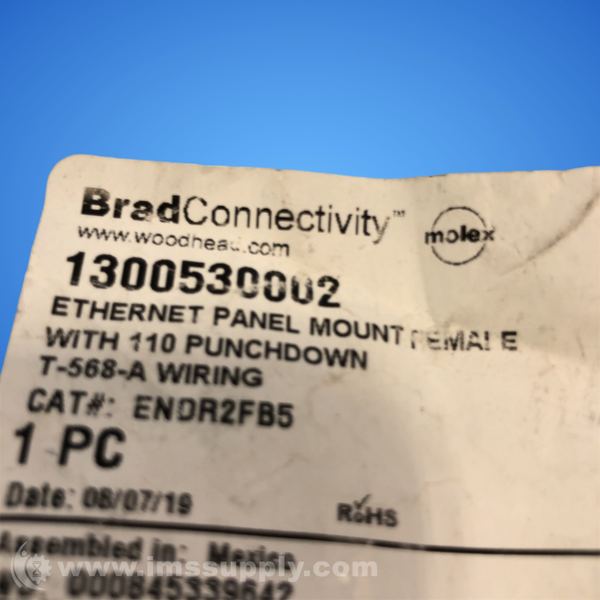 BradConnectivity™
molex
www.woodhead.com
1300530002
ETHERNET PANEL MOUNT FEMALE
WITH 110 PUNCHDOWN
T-568-A WIRING
CAT#: ENDR2FB5
1 PC
Date: 08/07/19
RoHS
Assembled in: Mexico
000845339642
www.imssupply.com